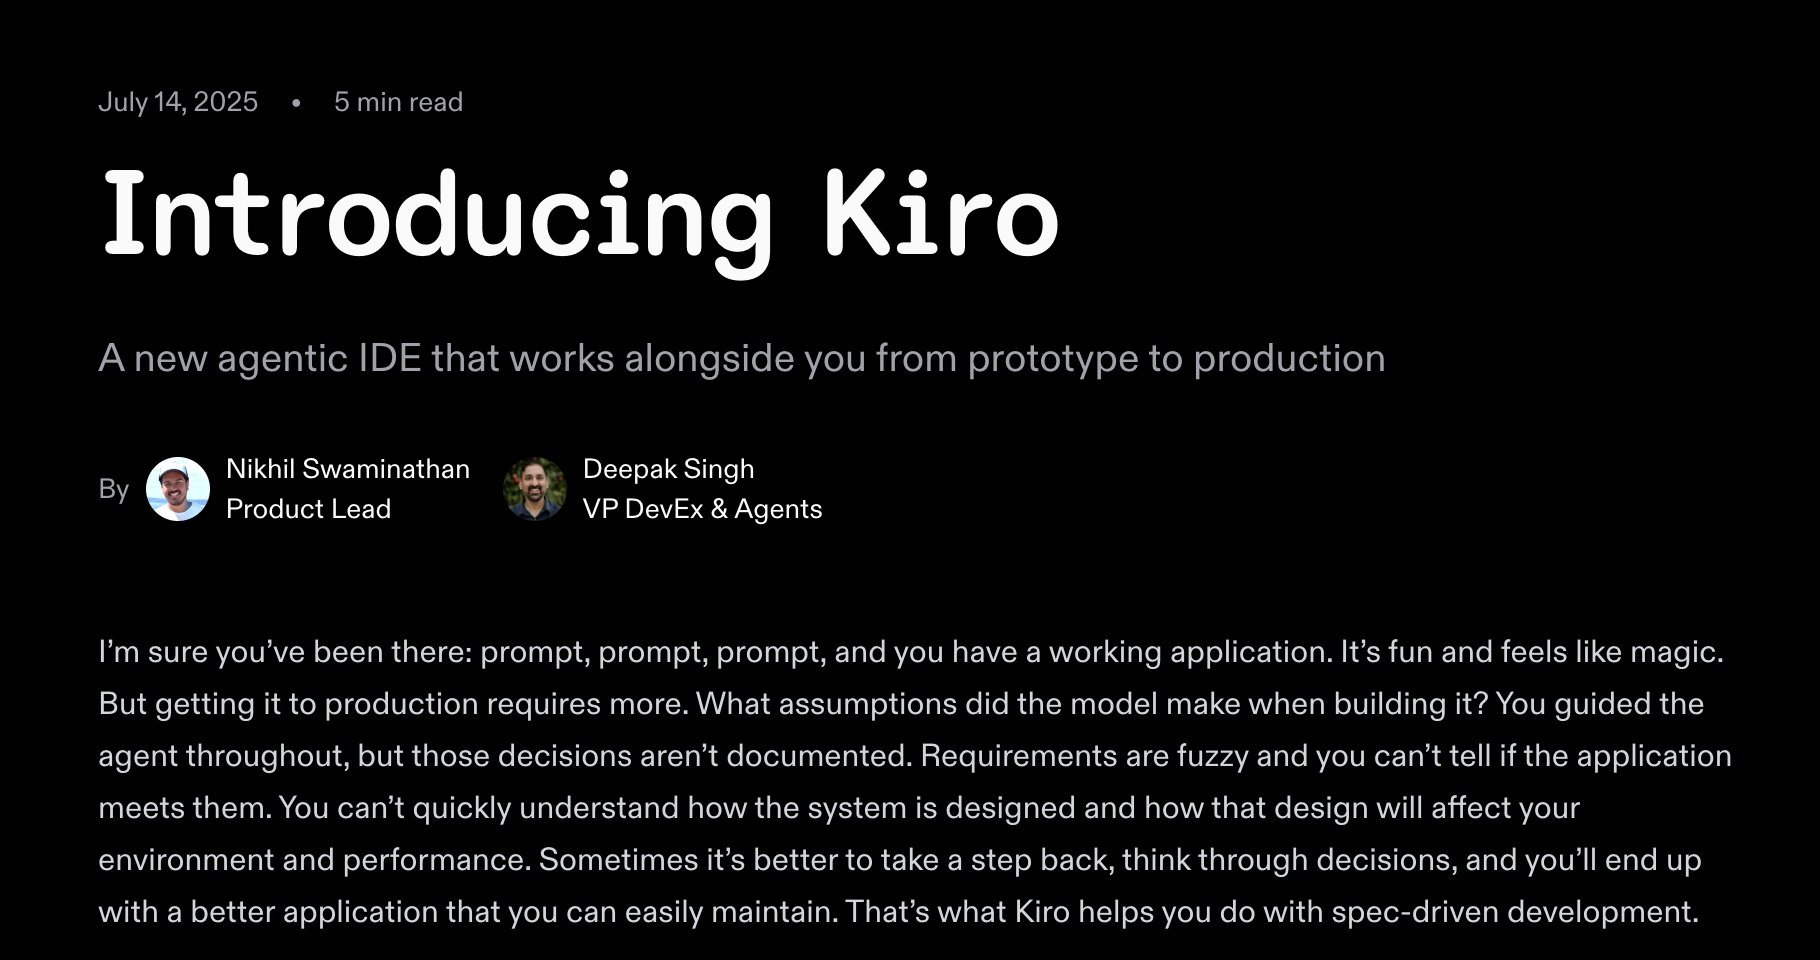 July 14, 2025 • 5 min read
Introducing Kiro
A new agentic IDE that works alongside you from prototype to production
By
Nikhil Swaminathan
Product Lead
Deepak Singh
VP DevEx & Agents
I’m sure you’ve been there: prompt, prompt, prompt, and you have a working application. It’s fun and feels like magic.
But getting it to production requires more. What assumptions did the model make when building it? You guided the
agent throughout, but those decisions aren’t documented. Requirements are fuzzy and you can’t tell if the application
meets them. You can’t quickly understand how the system is designed and how that design will affect your
environment and performance. Sometimes it’s better to take a step back, think through decisions, and you’ll end up
with a better application that you can easily maintain. That’s what Kiro helps you do with spec-driven development.